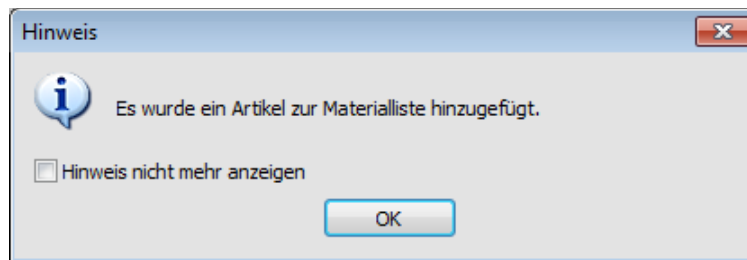 Hinweis
Es wurde ein Artikel zur Materialliste hinzugefügt.
Hinweis nicht mehr anzeigen
OK